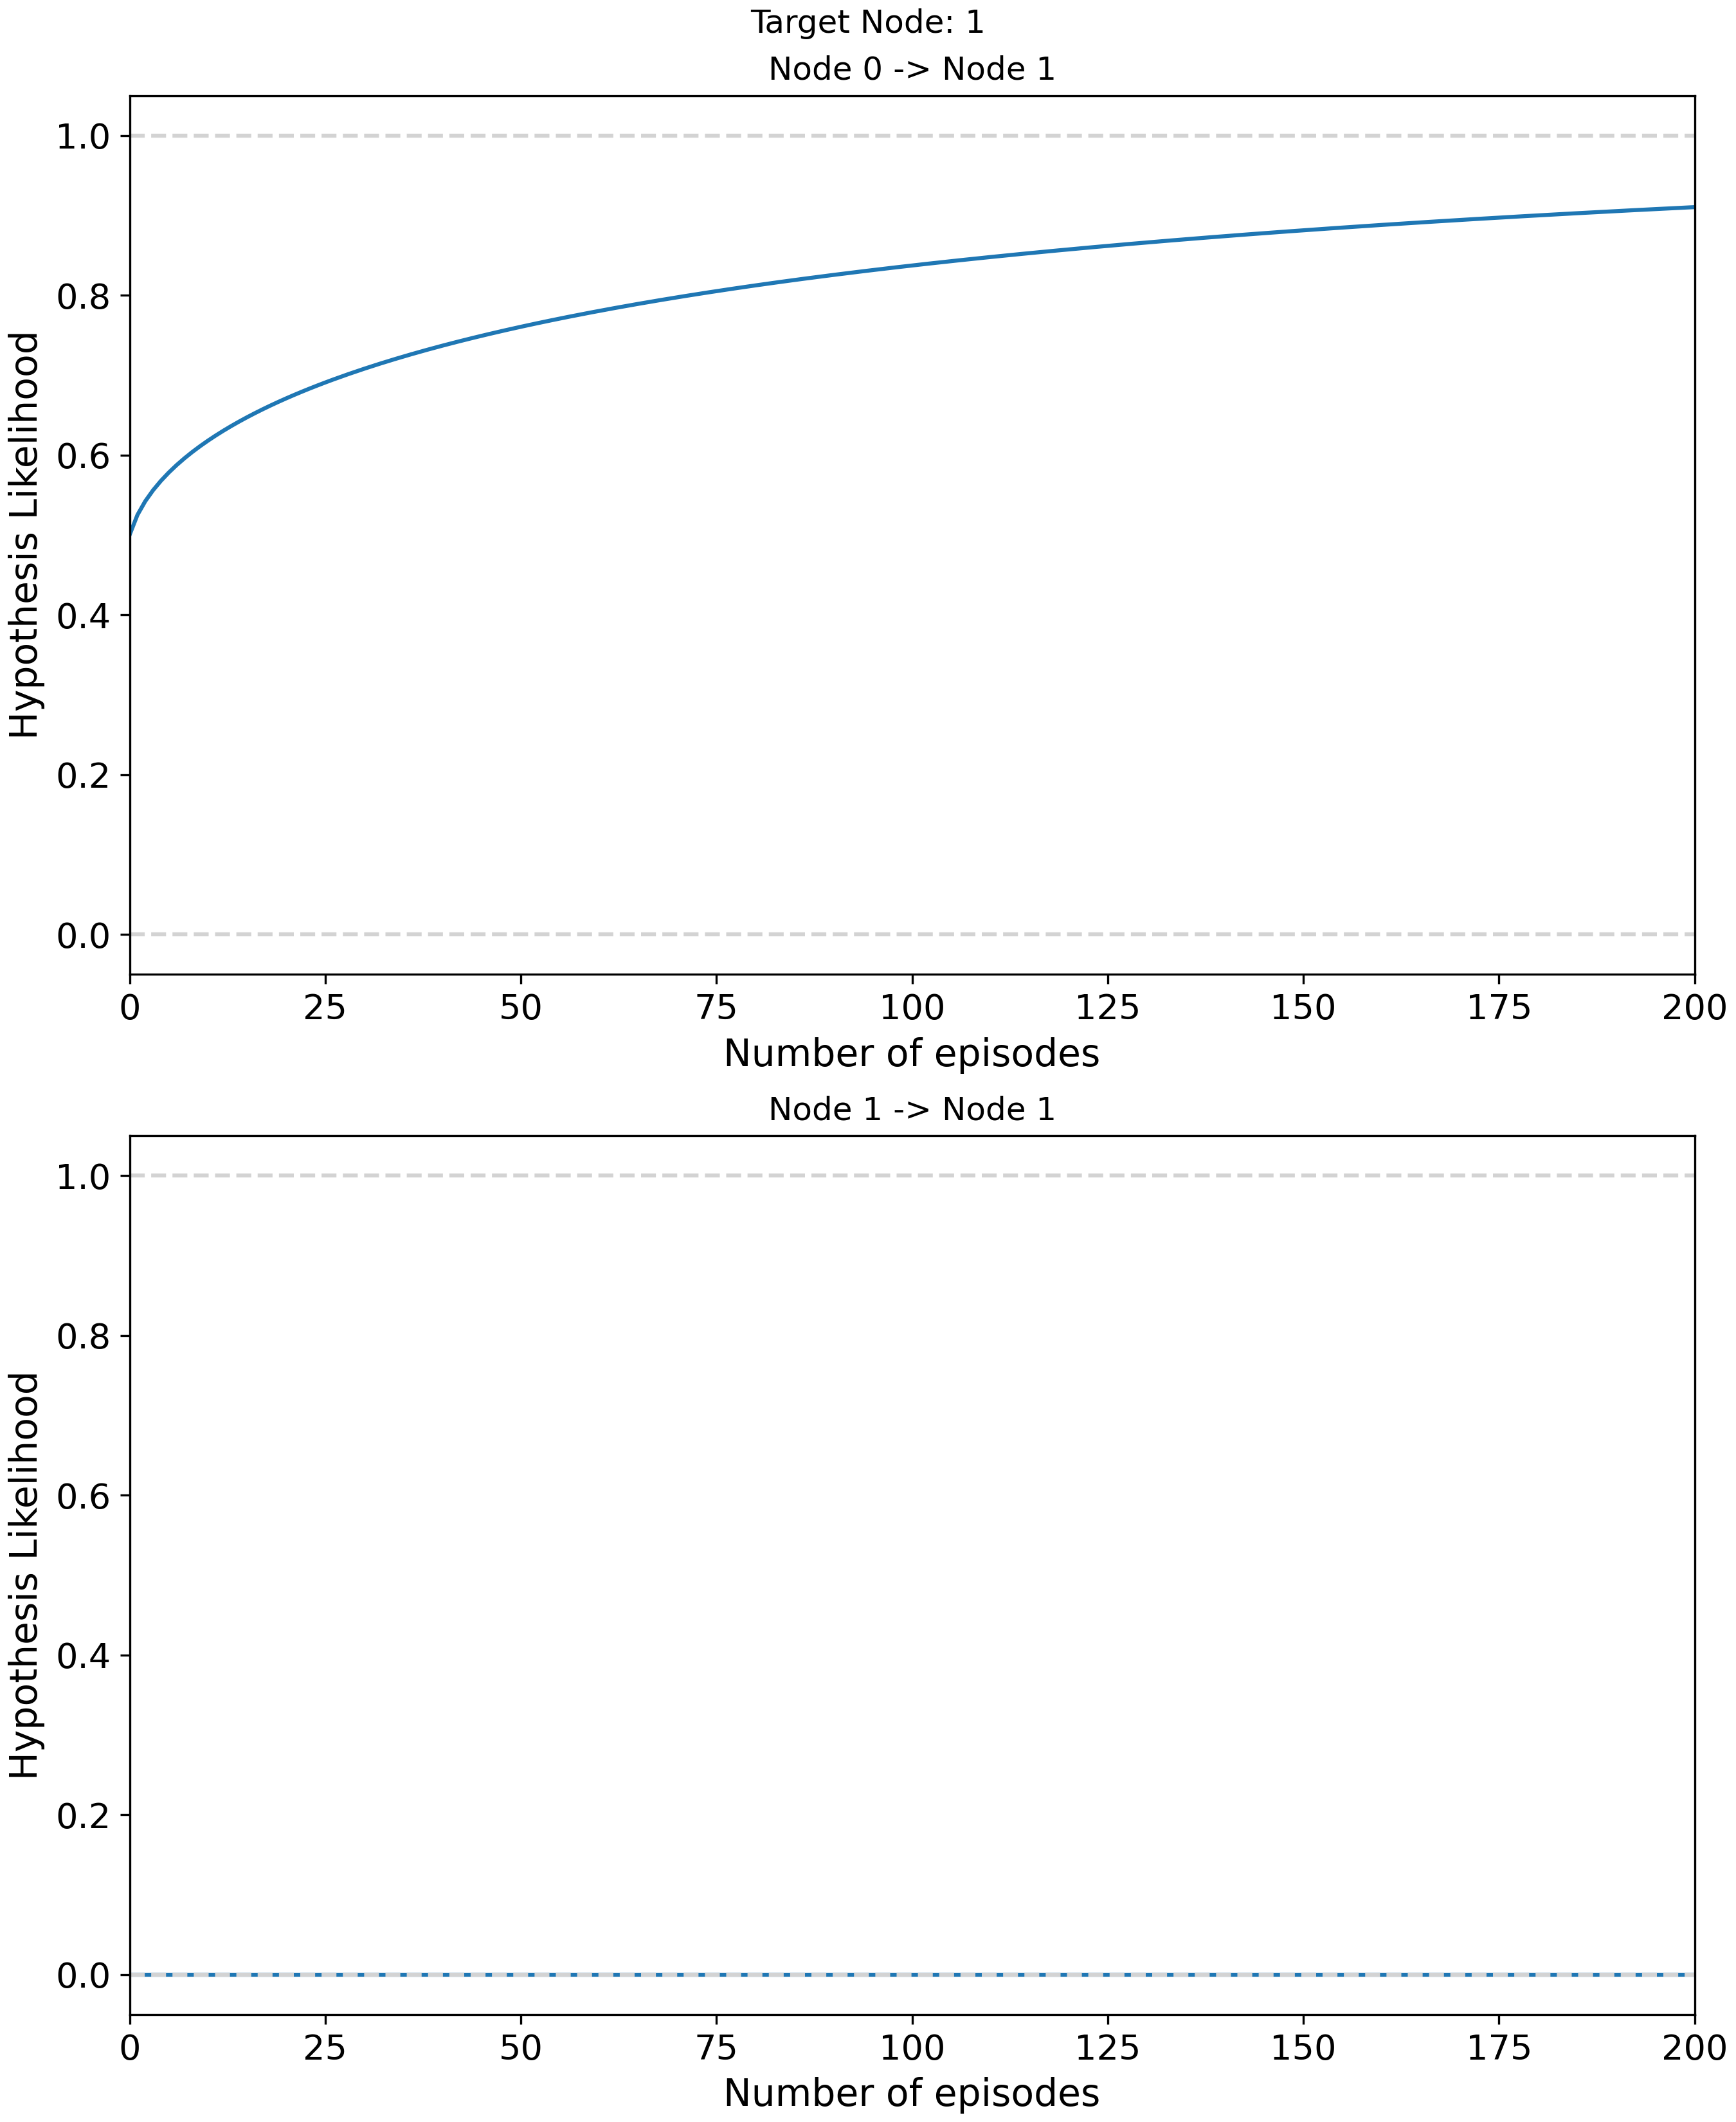 Target Node: 1
Node 0 -> Node 1
Hypothesis Likelihood
1.0
0.8
0.6
0.4
0.2
0.0
0 25 50 75 100 125 150 175 200
Number of episodes
Node 1 -> Node 1
Hypothesis Likelihood
1.0
0.8
0.6
0.4
0.2
0.0
0 25 50 75 100 125 150 175 200
Number of episodes